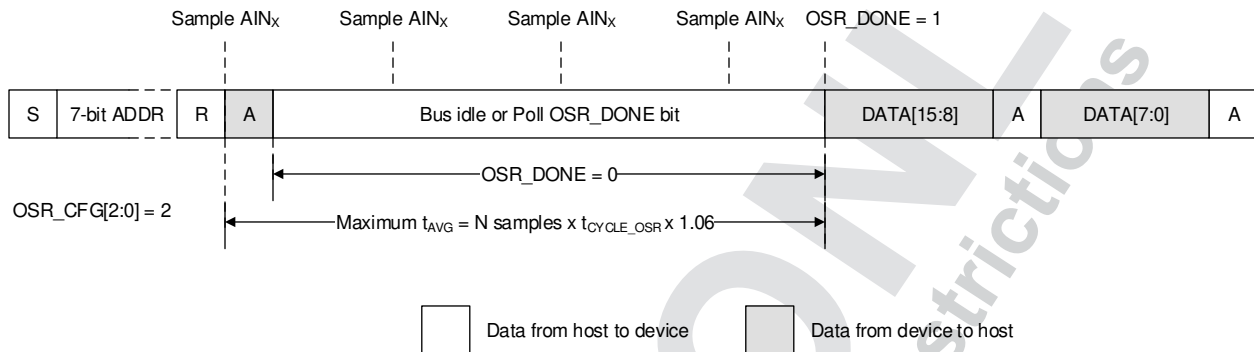 Sample AINX Sample AINX Sample AINX Sample AINX OSR_DONE = 1
S 7-bit ADDR R A Bus idle or Poll OSR_DONE bit DATA[15:8] A DATA[7:0] A
OSR_DONE = 0
OSR_CFG[2:0] = 2
Maximum tAVG = N samples x tCYCLE_OSR x 1.06
Data from host to device Data from device to host